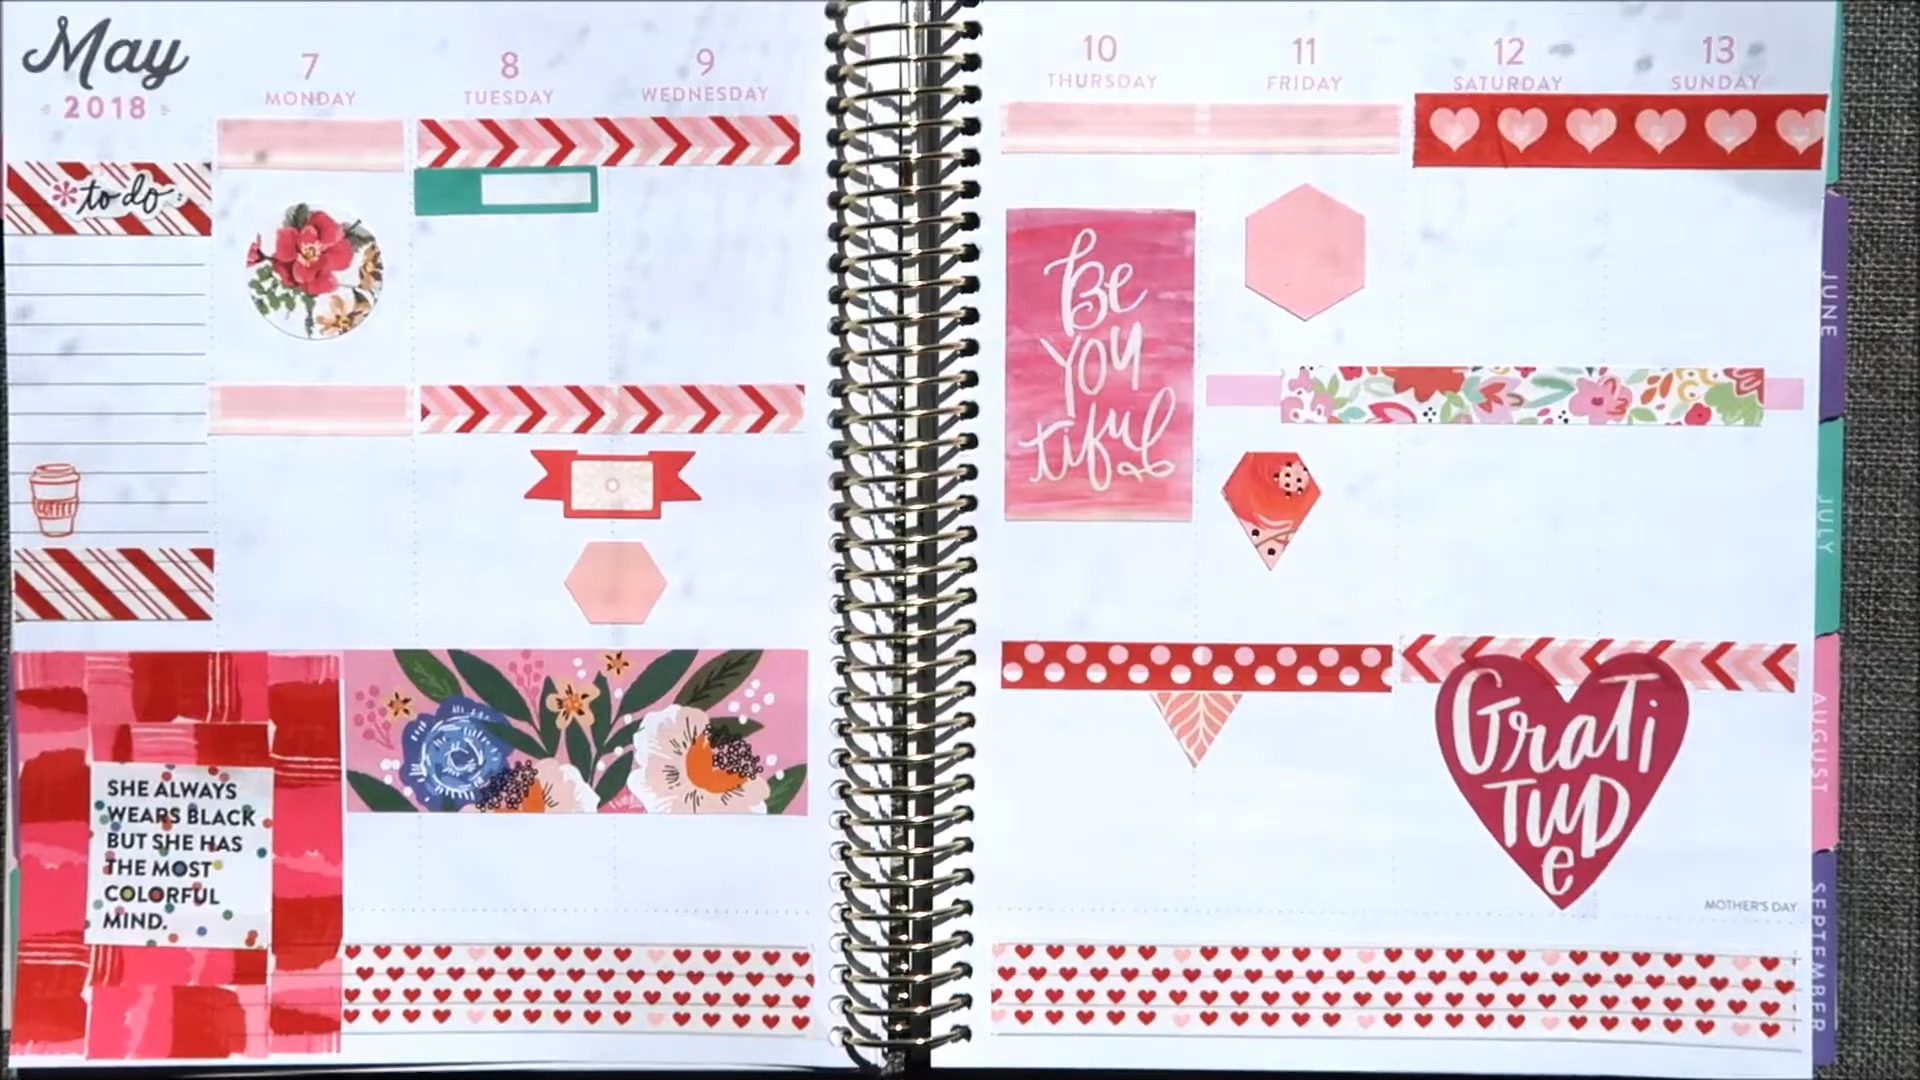 May
2018
7
MONDAY
8
TUESDAY
9
WEDNESDAY
10
THURSDAY
11
FRIDAY
12
SATURDAY
13
SUNDAY
*to do:
COFFEE
SHE ALWAYS
WEARS BLACK
BUT SHE HAS
THE MOST
COLORFUL
MIND.
Be
you
tiful
Grati
TUD
e
MOTHER'S DAY
JUNE
JULY
AUGUST
SEPTEMBER